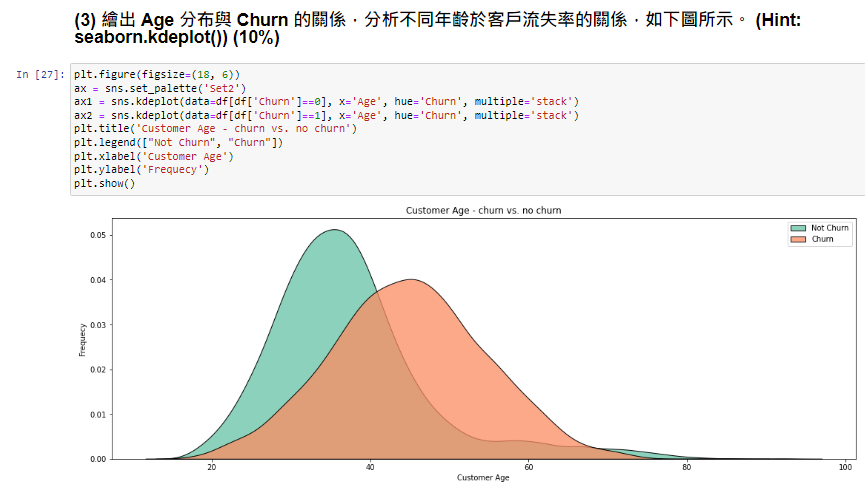 (3) 繪出 Age 分布與 Churn 的關係，分析不同年齡於客戶流失率的關係，如下圖所示。 (Hint:
seaborn.kdeplot()) (10%)
In [27]: plt.figure(figsize=(18, 6))
ax = sns.set_palette('Set2')
ax1 = sns.kdeplot(data=df[df['Churn']==0], x='Age', hue='Churn', multiple='stack')
ax2 = sns.kdeplot(data=df[df['Churn']==1], x='Age', hue='Churn', multiple='stack')
plt.title('Customer Age - churn vs. no churn')
plt.legend(["Not Churn", "Churn"])
plt.xlabel('Customer Age')
plt.ylabel('Frequecy')
plt.show()
Customer Age - churn vs. no churn
Not Churn
Churn
0.05
0.04
0.03
0.02
0.01
0.00
Frequecy
20 40 60 80 100
Customer Age